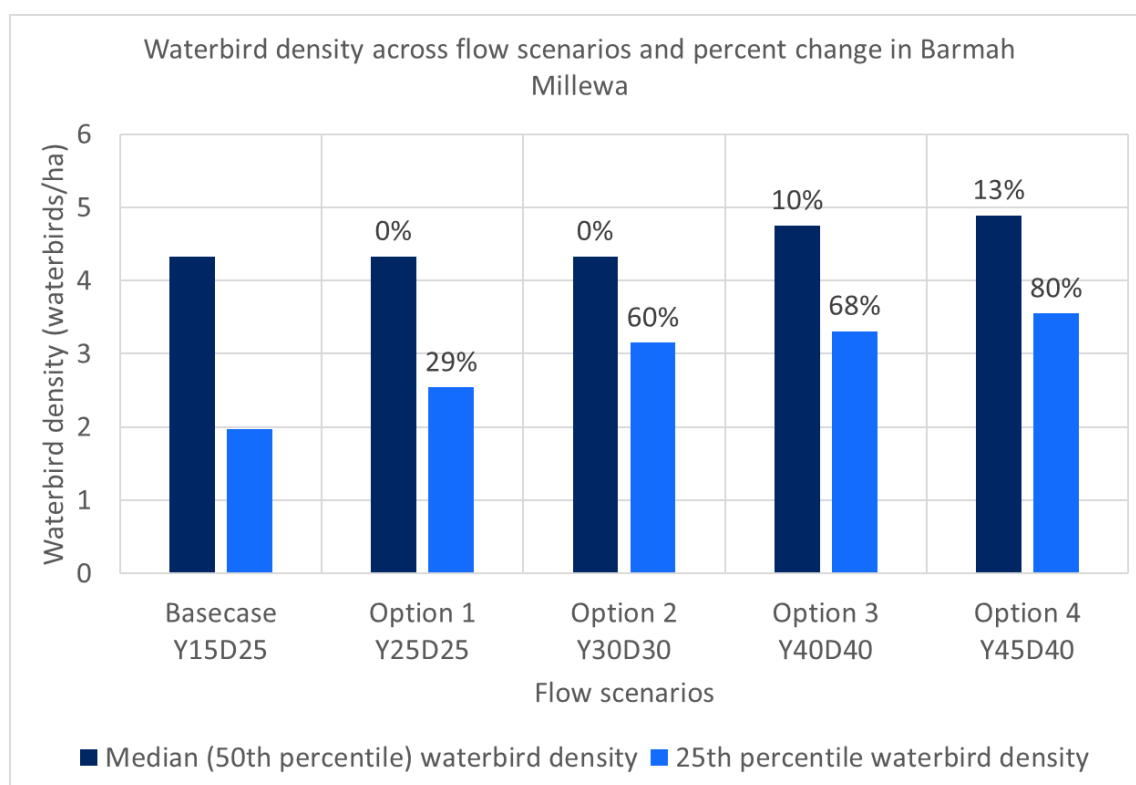 Waterbird density across flow scenarios and percent change in Barmah
Millewa
Waterbird density (waterbirds/ha)
6
5
4
3
2
1
0
0%
29%
0%
60%
10%
68%
13%
80%
Basecase
Y15D25
Option 1
Y25D25
Option 2
Y30D30
Option 3
Y40D40
Option 4
Y45D40
Flow scenarios
Median (50th percentile) waterbird density
25th percentile waterbird density